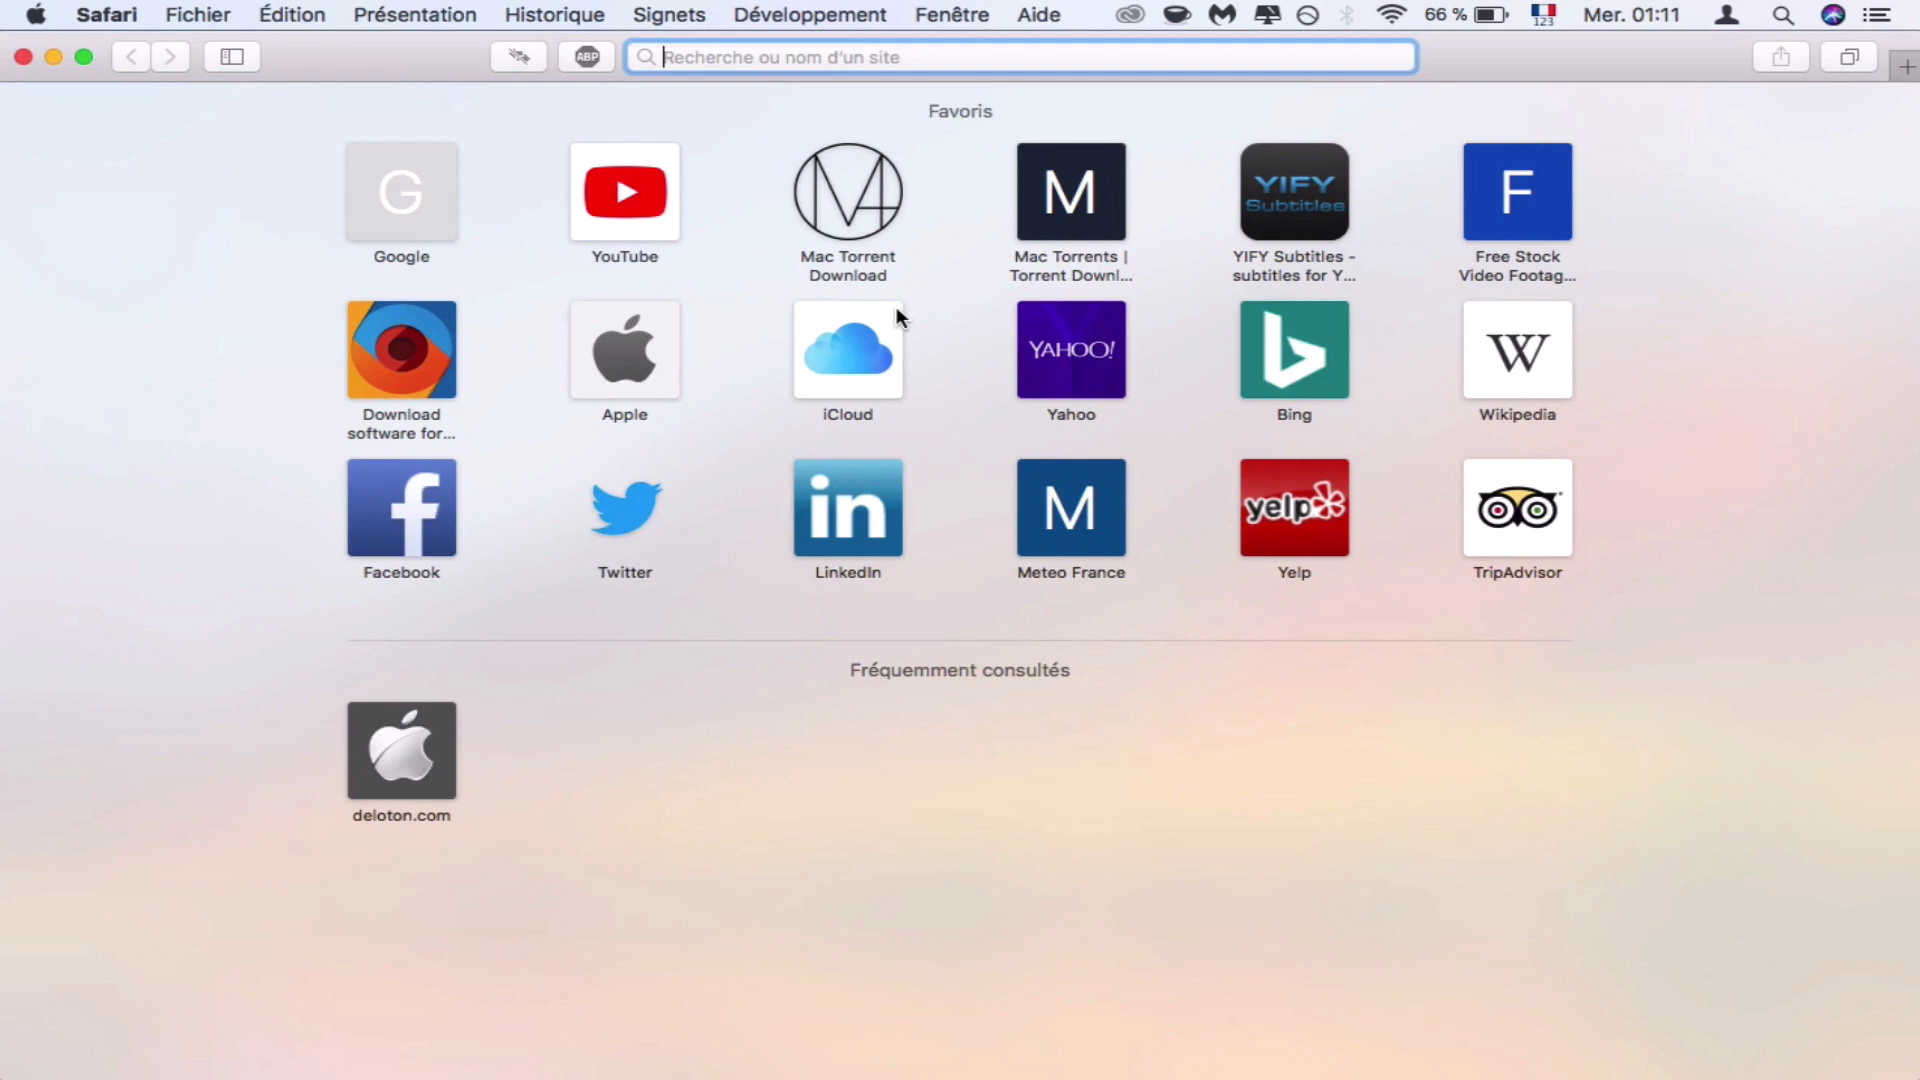 Safari Fichier Édition Présentation Historique Signets Développement Fenêtre Aide 66 % 123 Mer. 01:11
ABP Recherche ou nom d'un site
Favoris
G M YIFY Subtitles F
Google YouTube Mac Torrent Download Mac Torrents | Torrent Downl... YIFY Subtitles - subtitles for Y... Free Stock Video Footag...
YAHOO! W
Download software for... Apple iCloud Yahoo Bing Wikipedia
f in M yelp
Facebook Twitter LinkedIn Meteo France Yelp TripAdvisor
Fréquemment consultés
deloton.com